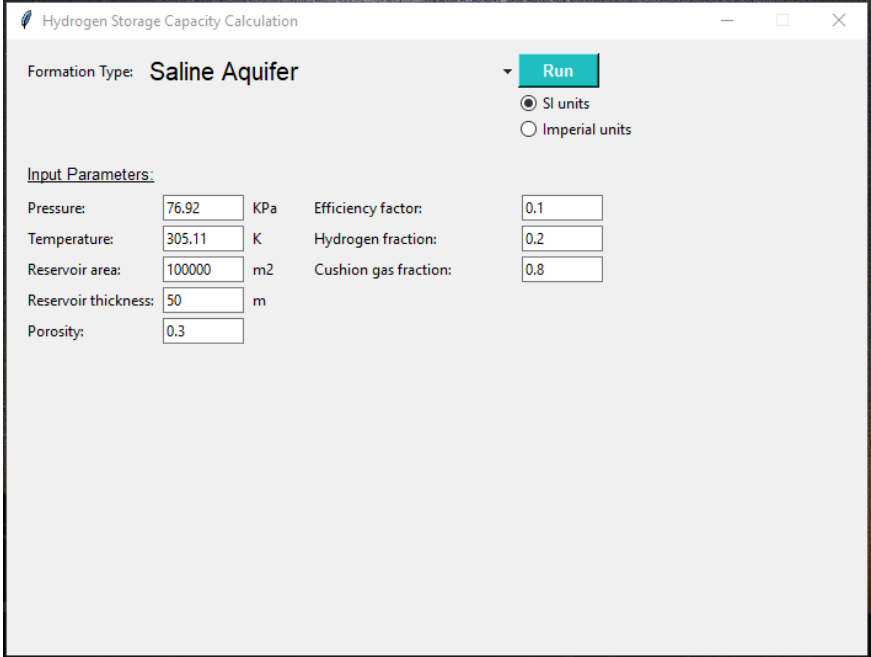 Hydrogen Storage Capacity Calculation
Formation Type: Saline Aquifer Run
SI units
Imperial units
Input Parameters:
Pressure: 76.92 KPa Efficiency factor: 0.1
Temperature: 305.11 K Hydrogen fraction: 0.2
Reservoir area: 100000 m2 Cushion gas fraction: 0.8
Reservoir thickness: 50 m
Porosity: 0.3